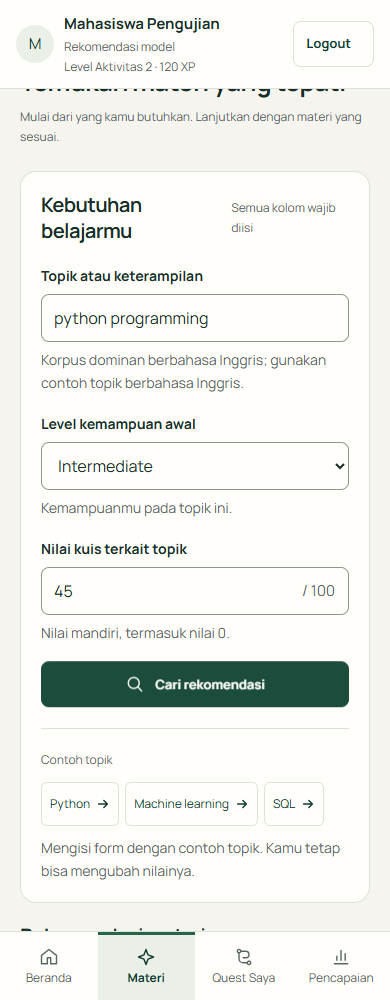 M
Mahasiswa Pengujian
Rekomendasi model
Level Aktivitas 2 · 120 XP
Logout
Mulai dari yang kamu butuhkan. Lanjutkan dengan materi yang
sesuai.
Kebutuhan
belajarmu
Semua kolom wajib
diisi
Topik atau keterampilan
python programming
Korpus dominan berbahasa Inggris; gunakan
contoh topik berbahasa Inggris.
Level kemampuan awal
Intermediate
Kemampuanmu pada topik ini.
Nilai kuis terkait topik
45
/ 100
Nilai mandiri, termasuk nilai 0.
Cari rekomendasi
Contoh topik
Python →
Machine learning →
SQL →
Mengisi form dengan contoh topik. Kamu tetap
bisa mengubah nilainya.
Beranda
Materi
Quest Saya
Pencapaian